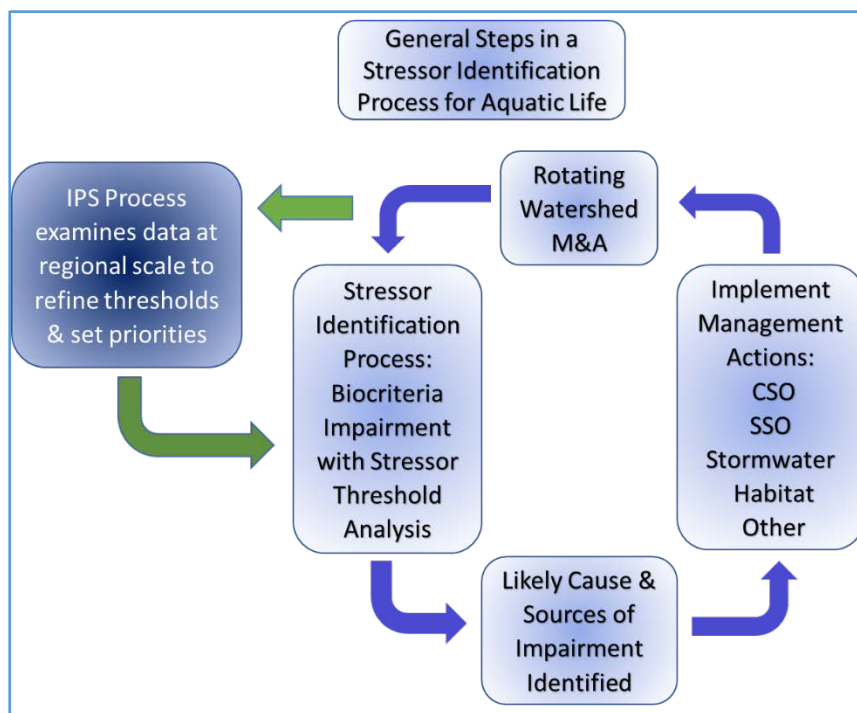 General Steps in a
Stressor Identification
Process for Aquatic Life
IPS Process
examines data at
regional scale to
refine thresholds
& set priorities
Rotating
Watershed
M&A
Stressor
Identification
Process:
Biocriteria
Impairment
with Stressor
Threshold
Analysis
Implement
Management
Actions:
CSO
SSO
Stormwater
Habitat
Other
Likely Cause &
Sources of
Impairment
Identified